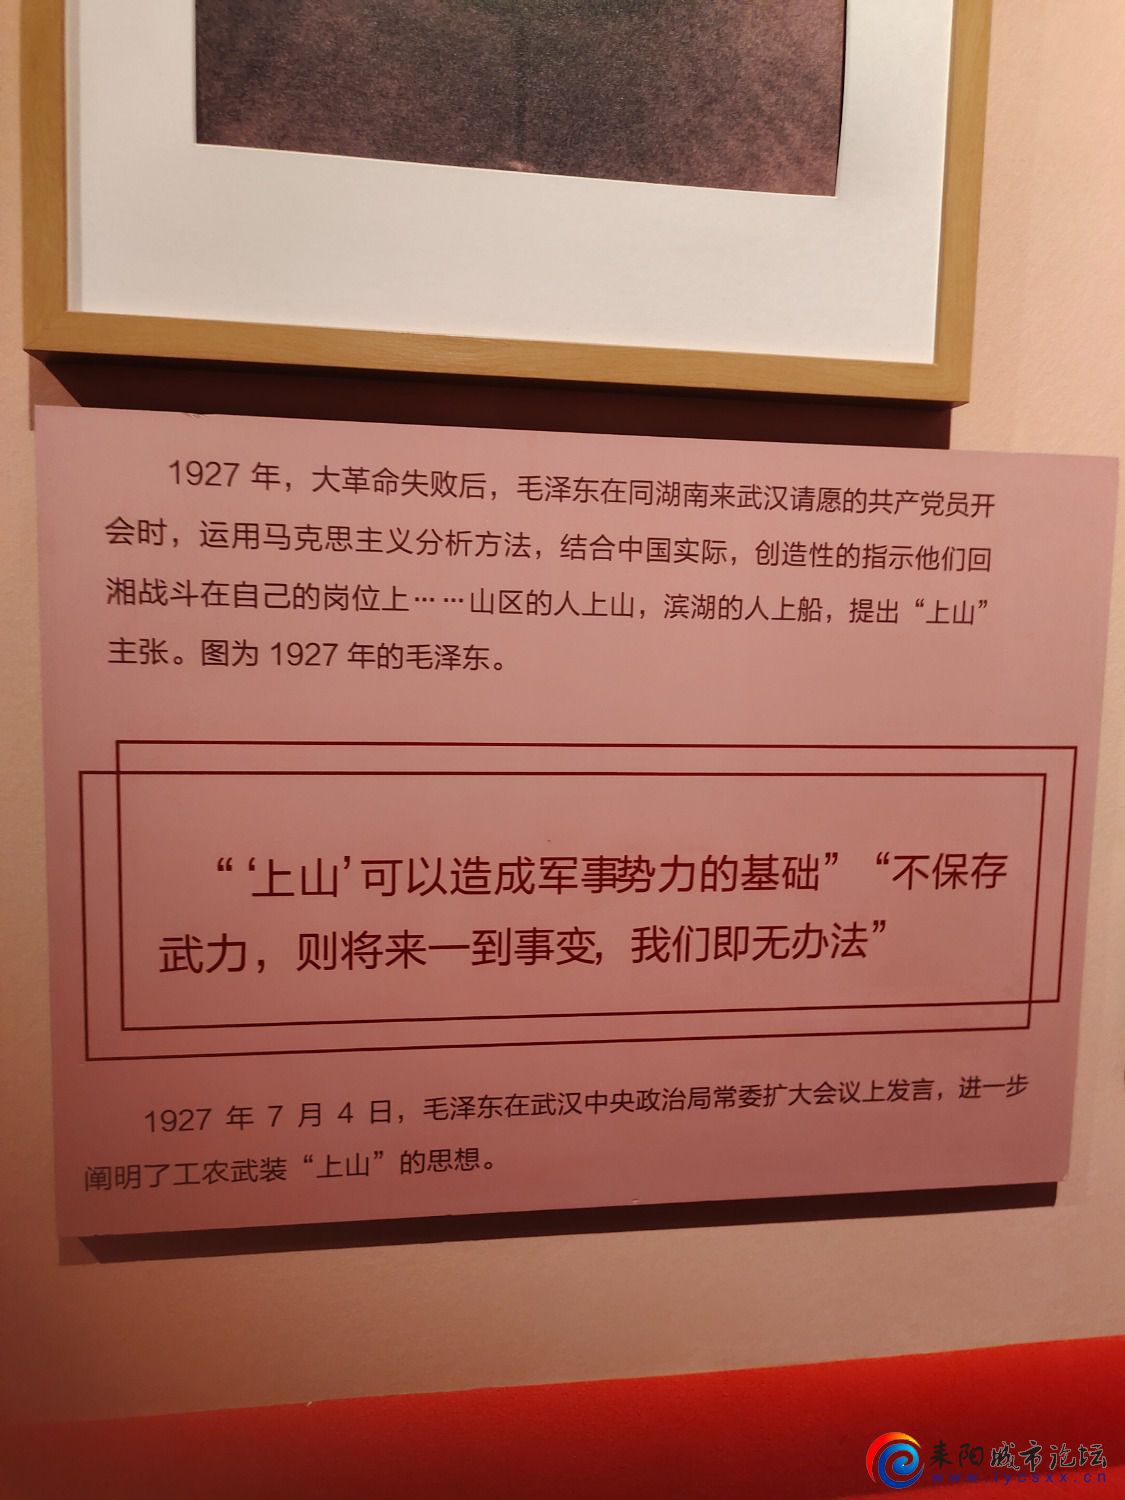 1927 年，大革命失败后，毛泽东在同湖南来武汉请愿的共产党员开
会时，运用马克思主义分析方法，结合中国实际，创造性的指示他们回
湘战斗在自己的岗位上……山区的人上山，滨湖的人上船，提出“上山”
主张。图为 1927 年的毛泽东。
“‘上山’可以造成军事势力的基础”“不保存
武力，则将来一到事变，我们即无办法”
1927 年 7 月 4 日，毛泽东在武汉中央政治局常委扩大会议上发言，进一步
阐明了工农武装“上山”的思想。
耒阳城市论坛
www.lycsxx.cn